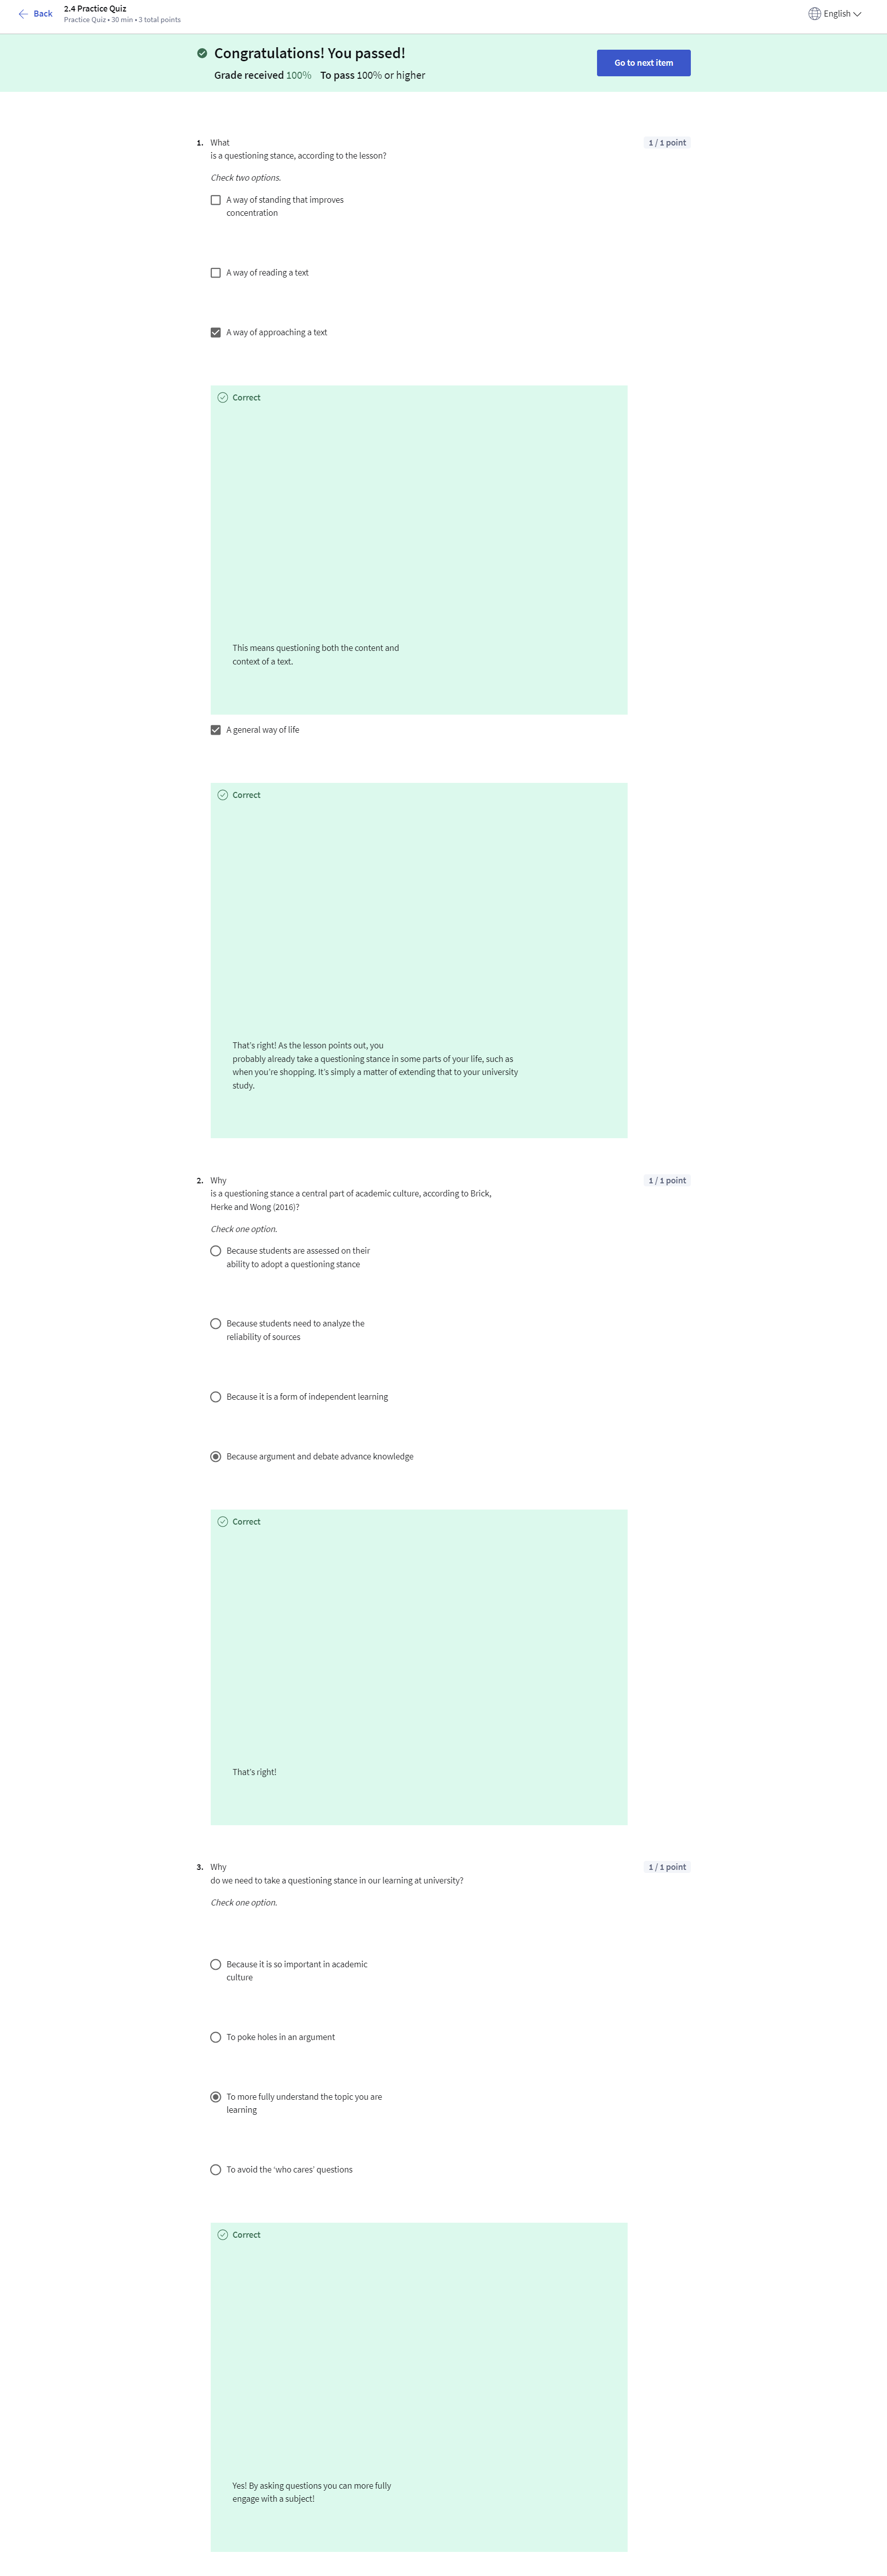 Back
2.4 Practice Quiz
Practice Quiz • 30 min • 3 total points
English
Congratulations! You passed!
Grade received 100% To pass 100% or higher
Go to next item
1. What
is a questioning stance, according to the lesson?
1 / 1 point
Check two options.
A way of standing that improves
concentration
A way of reading a text
A way of approaching a text
Correct
This means questioning both the content and
context of a text.
A general way of life
Correct
That’s right! As the lesson points out, you
probably already take a questioning stance in some parts of your life, such as
when you’re shopping. It’s simply a matter of extending that to your university
study.
2. Why
is a questioning stance a central part of academic culture, according to Brick,
Herke and Wong (2016)?
1 / 1 point
Check one option.
Because students are assessed on their
ability to adopt a questioning stance
Because students need to analyze the
reliability of sources
Because it is a form of independent learning
Because argument and debate advance knowledge
Correct
That’s right!
3. Why
do we need to take a questioning stance in our learning at university?
1 / 1 point
Check one option.
Because it is so important in academic
culture
To poke holes in an argument
To more fully understand the topic you are
learning
To avoid the ‘who cares’ questions
Correct
Yes! By asking questions you can more fully
engage with a subject!